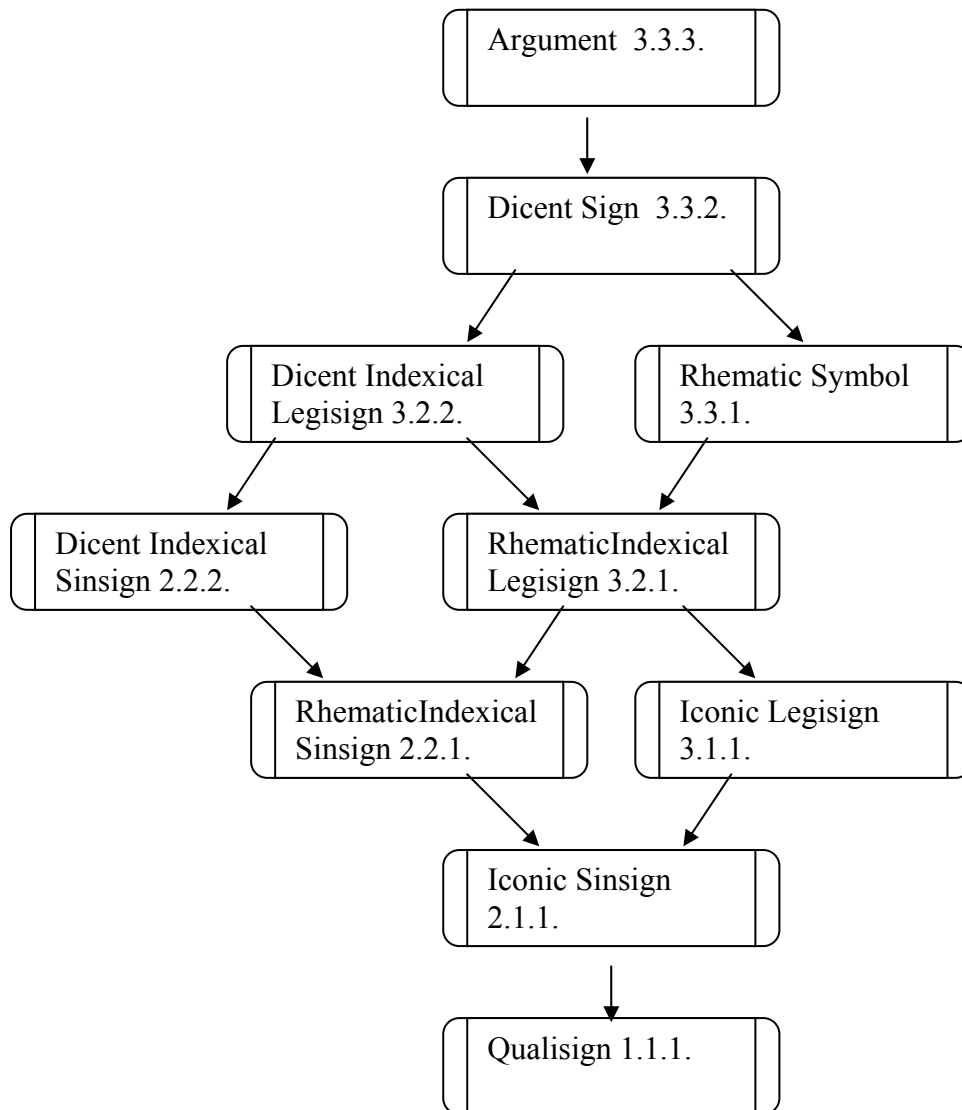 Argument  3.3.3.
Dicent Sign  3.3.2.
Dicent Indexical
Legisign 3.2.2.
Rhematic Symbol
3.3.1.
Dicent Indexical
Sinsign 2.2.2.
RhematicIndexical
Legisign 3.2.1.
RhematicIndexical
Sinsign 2.2.1.
Iconic Legisign
3.1.1.
Iconic Sinsign
2.1.1.
Qualisign 1.1.1.